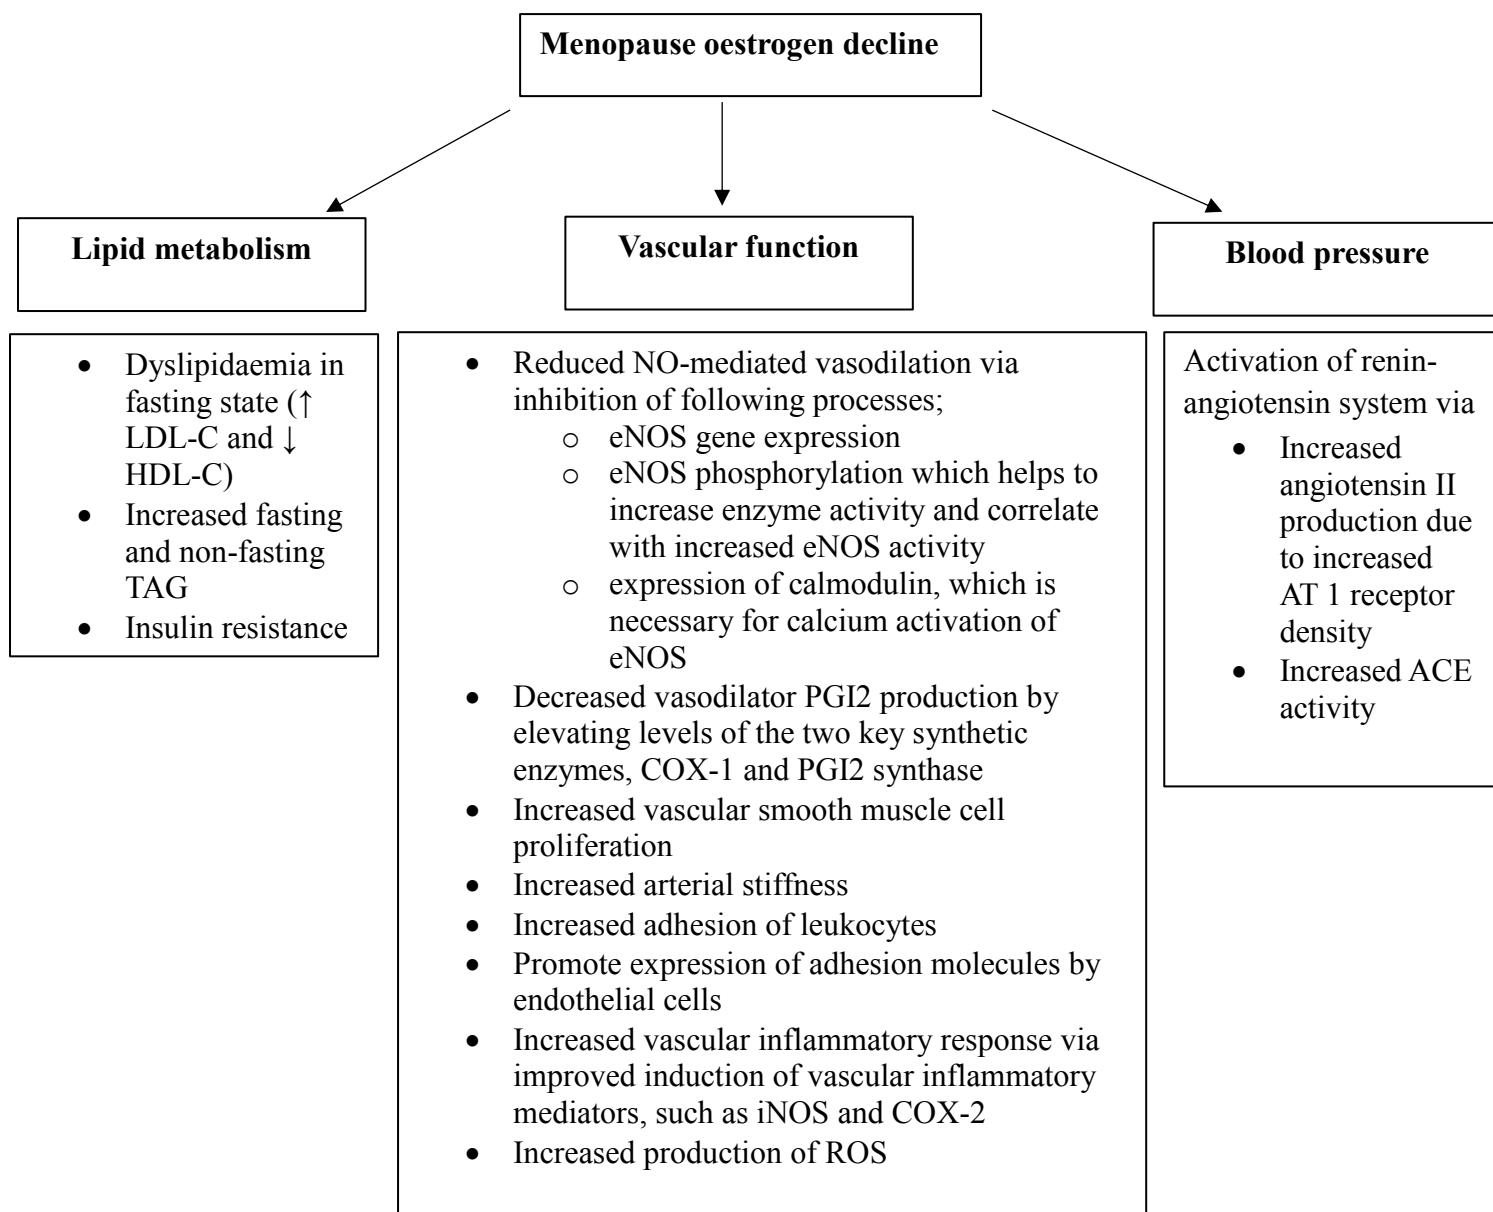 Menopause oestrogen decline
Lipid metabolism
Vascular function
Blood pressure
• Dyslipidaemia in
fasting state (↑
LDL-C and ↓
HDL-C)
• Increased fasting
and non-fasting
TAG
• Insulin resistance
• Reduced NO-mediated vasodilation via
inhibition of following processes;
o eNOS gene expression
o eNOS phosphorylation which helps to
increase enzyme activity and correlate
with increased eNOS activity
o expression of calmodulin, which is
necessary for calcium activation of
eNOS
• Decreased vasodilator PGI2 production by
elevating levels of the two key synthetic
enzymes, COX-1 and PGI2 synthase
• Increased vascular smooth muscle cell
proliferation
• Increased arterial stiffness
• Increased adhesion of leukocytes
• Promote expression of adhesion molecules by
endothelial cells
• Increased vascular inflammatory response via
improved induction of vascular inflammatory
mediators, such as iNOS and COX-2
• Increased production of ROS
Activation of renin-
angiotensin system via
• Increased
angiotensin II
production due
to increased
AT 1 receptor
density
• Increased ACE
activity